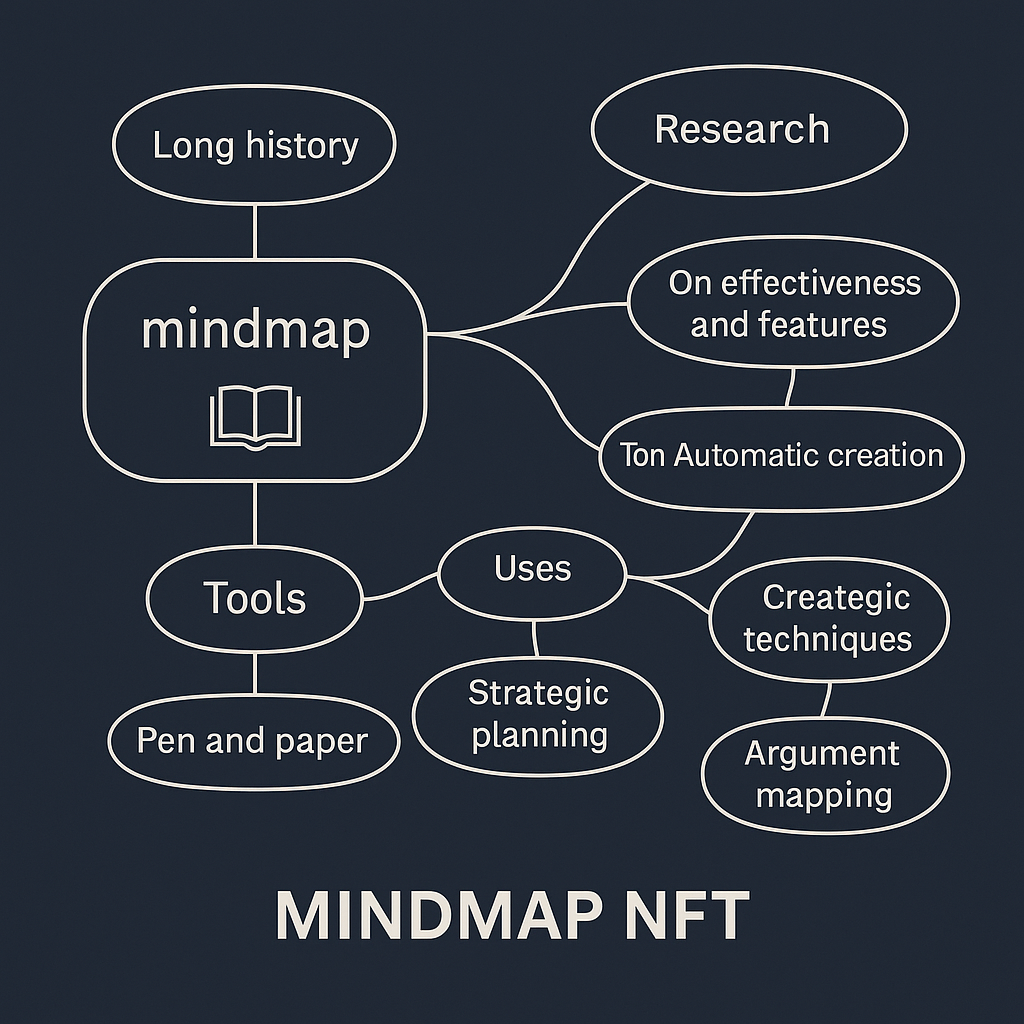 Long history
Research
mindmap
On effectiveness
and features
Ton Automatic creation
Tools
Uses
Creategic
techniques
Pen and paper
Strategic
planning
Argument
mapping
MINDMAP NFT